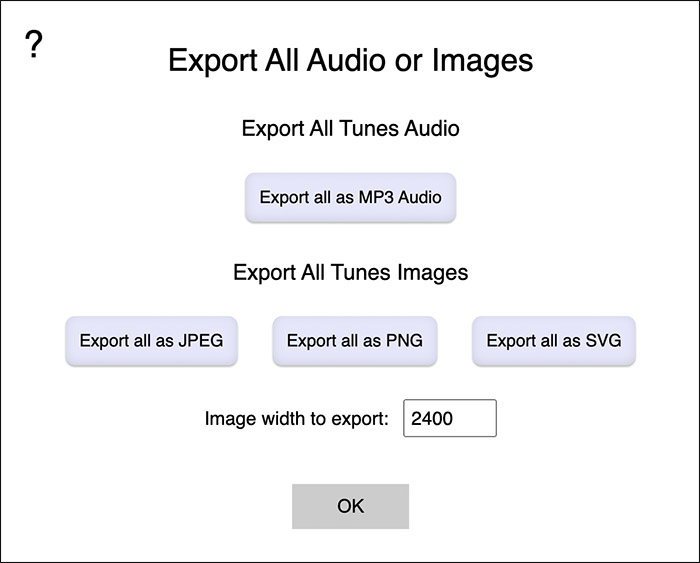 ?
Export All Audio or Images
Export All Tunes Audio
Export all as MP3 Audio
Export All Tunes Images
Export all as JPEG Export all as PNG Export all as SVG
Image width to export: 2400
OK